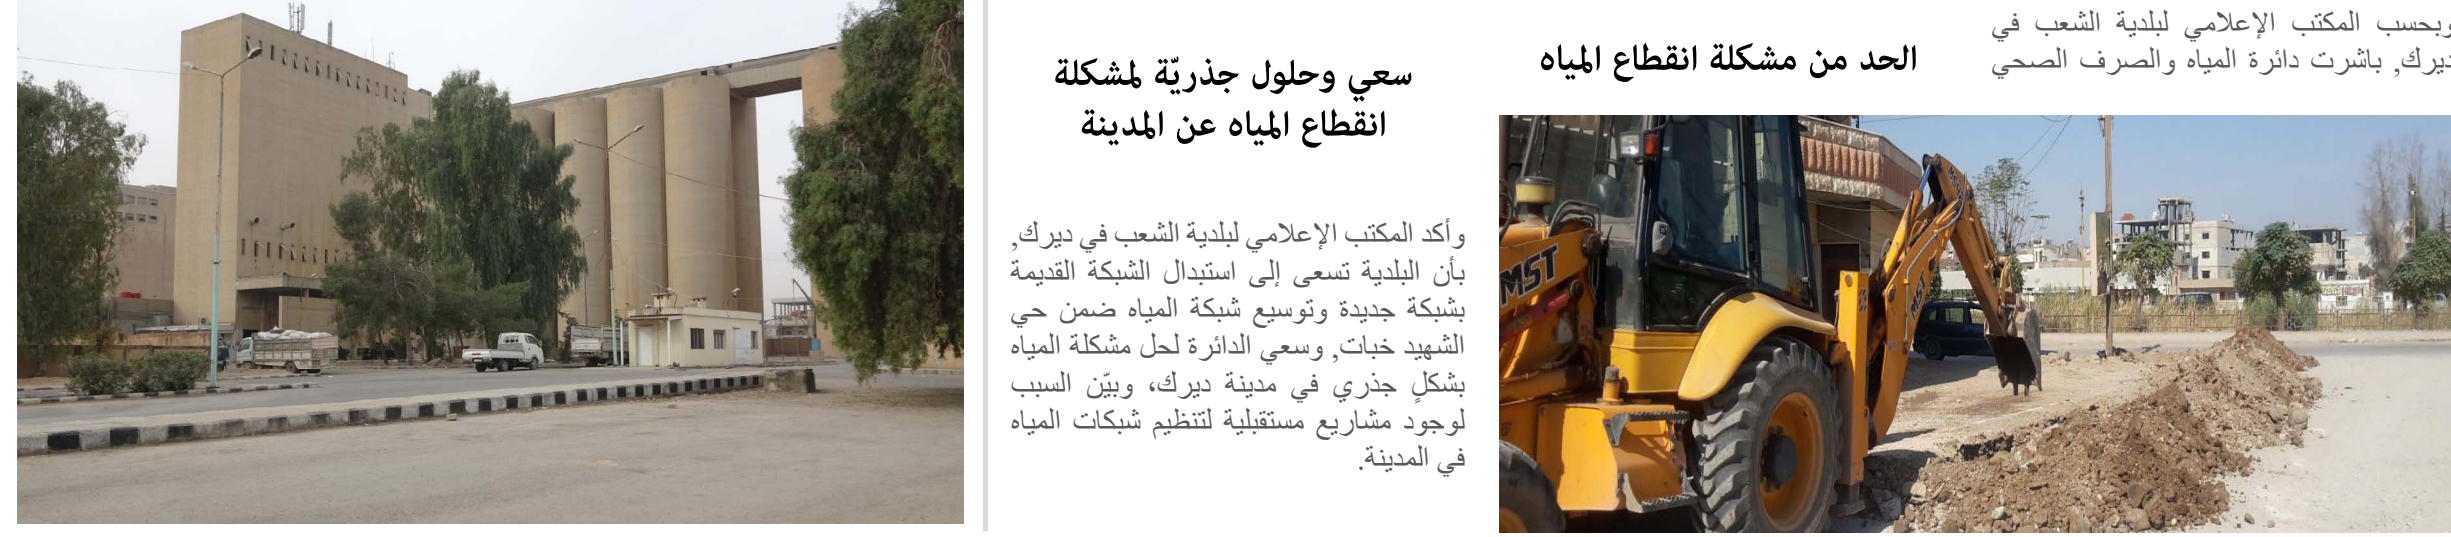 وبحسب المكتب الإعلامي لبلدية الشعب في
ديرك, باشرت دائرة المياه والصرف الصحي
الحد من مشكلة انقطاع المياه
MST
MST
MST
سعي وحلول جذريّة لمشكلة
انقطاع المياه عن المدينة
وأكد المكتب الإعلامي لبلدية الشعب في ديرك,
بأن البلدية تسعى إلى استبدال الشبكة القديمة
بشبكة جديدة وتوسيع شبكة المياه ضمن حي
الشهيد خبات, وسعي الدائرة لحل مشكلة المياه
بشكلٍ جذري في مدينة ديرك، وبيّن السبب
لوجود مشاريع مستقبلية لتنظيم شبكات المياه
في المدينة.